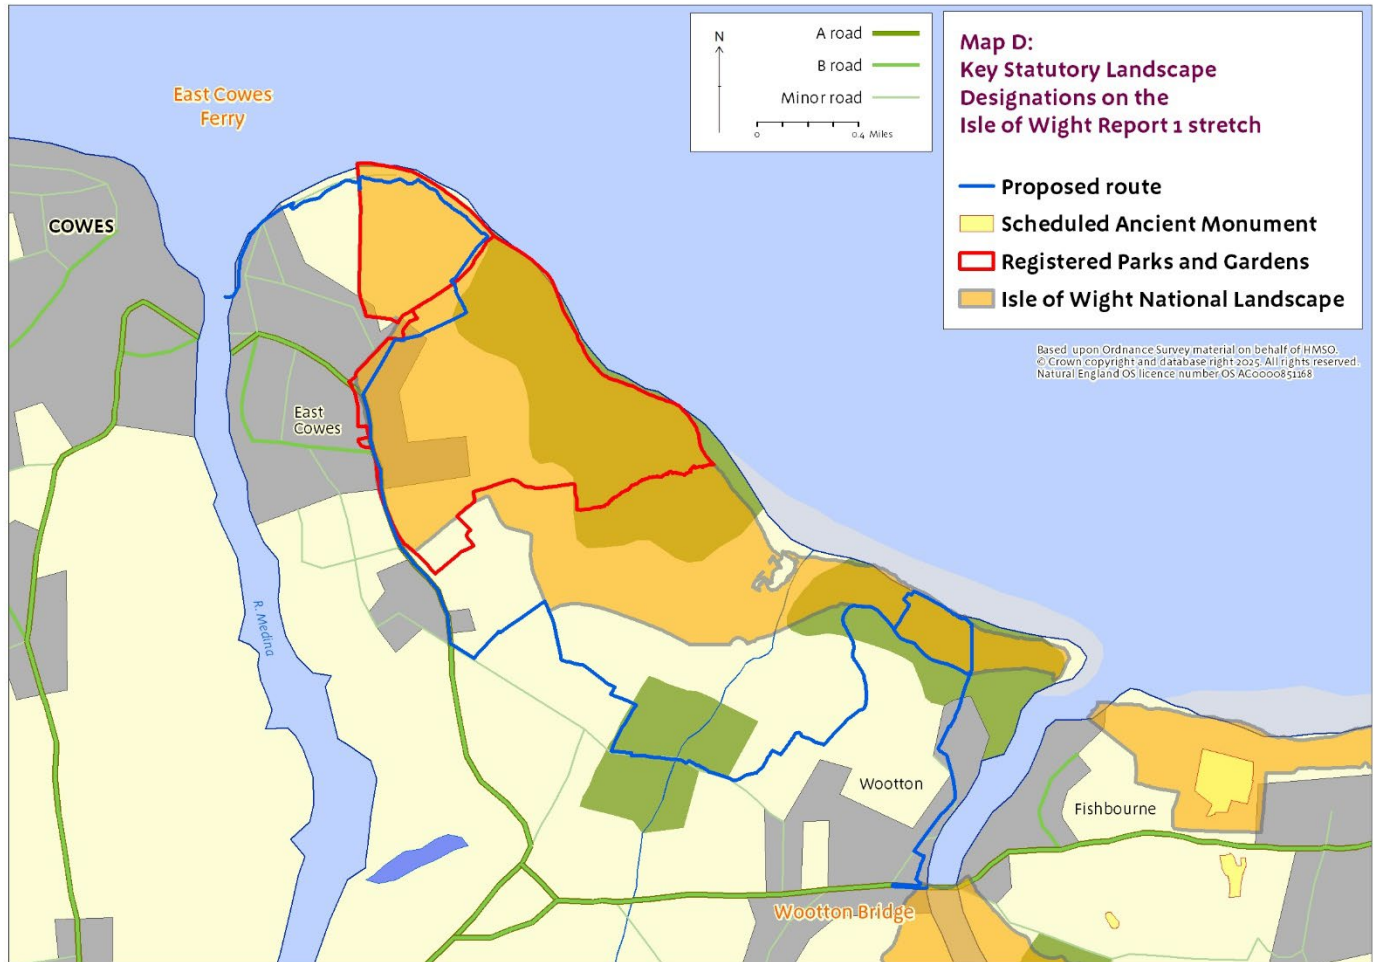 East Cowes
Ferry
COWES
East
Cowes
R. Medina
Wootton
Fishbourne
Wootton Bridge
N
A road
B road
Minor road
0 0.4 Miles
Map D:
Key Statutory Landscape
Designations on the
Isle of Wight Report 1 stretch
Proposed route
Scheduled Ancient Monument
Registered Parks and Gardens
Isle of Wight National Landscape
Based upon Ordnance Survey material on behalf of HMSO.
© Crown copyright and database right 2025. All rights reserved.
Natural England OS licence number OS AC0000851168